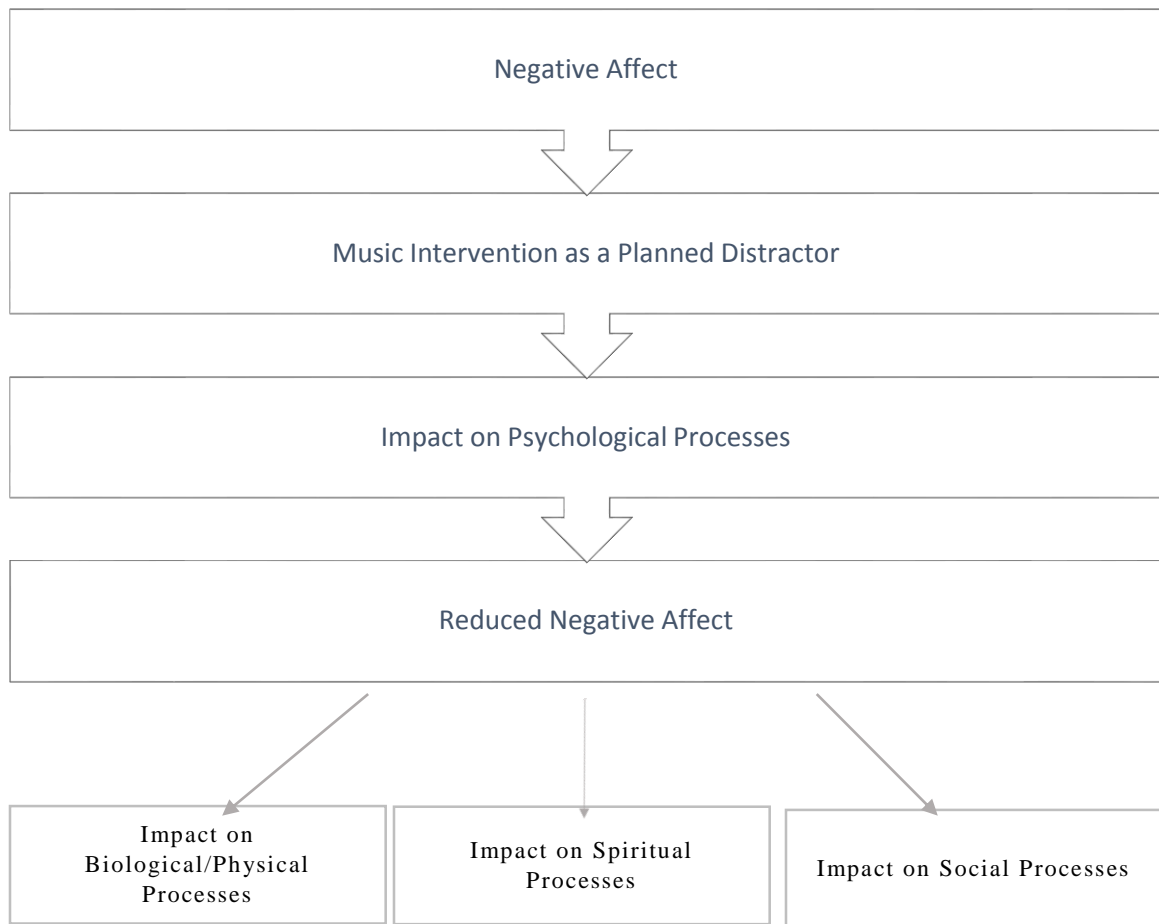 Negative Affect
Music Intervention as a Planned Distractor
Impact on Psychological Processes
Reduced Negative Affect
Impact on
Biological/Physical
Processes
Impact on Spiritual
Processes
Impact on Social Processes